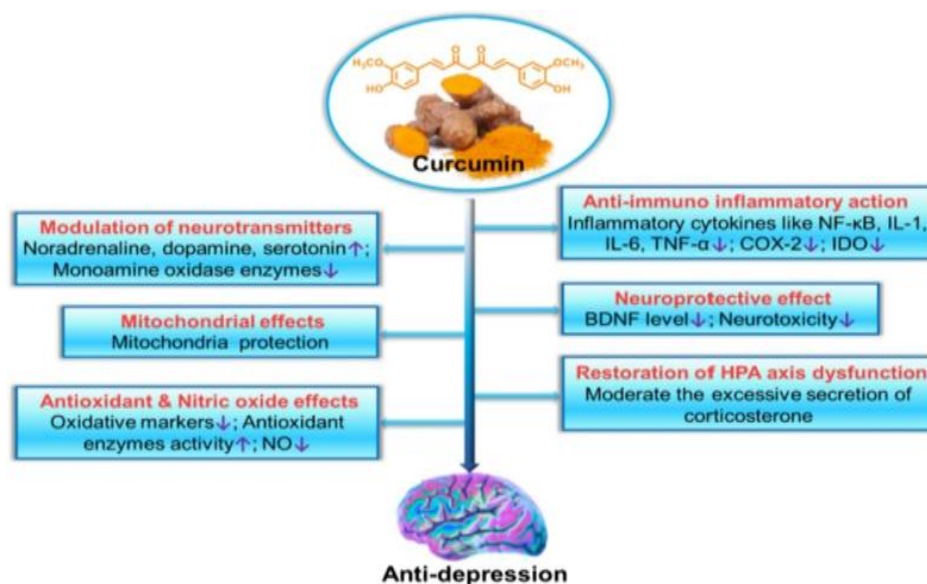 O O
H₃CO OCH₃
HO OH
Curcumin
Modulation of neurotransmitters
Noradrenaline, dopamine, serotonin↑;
Monoamine oxidase enzymes↓
Mitochondrial effects
Mitochondria protection
Antioxidant & Nitric oxide effects
Oxidative markers↓; Antioxidant
enzymes activity↑; NO↓
Anti-immuno inflammatory action
Inflammatory cytokines like NF-κB, IL-1,
IL-6, TNF-α↓; COX-2↓; IDO↓
Neuroprotective effect
BDNF level↓; Neurotoxicity↓
Restoration of HPA axis dysfunction
Moderate the excessive secretion of
corticosterone
Anti-depression